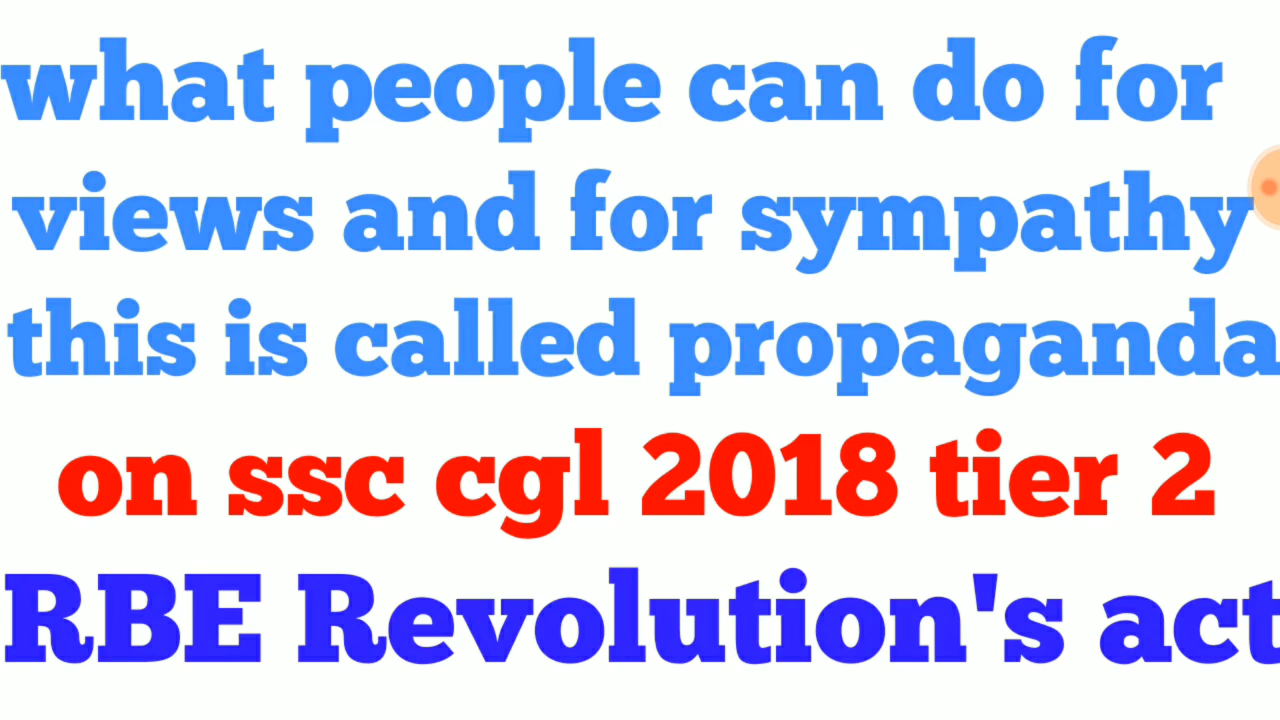 what people can do for
views and for sympathy
this is called propaganda
on ssc cgl 2018 tier 2
RBE Revolution's act